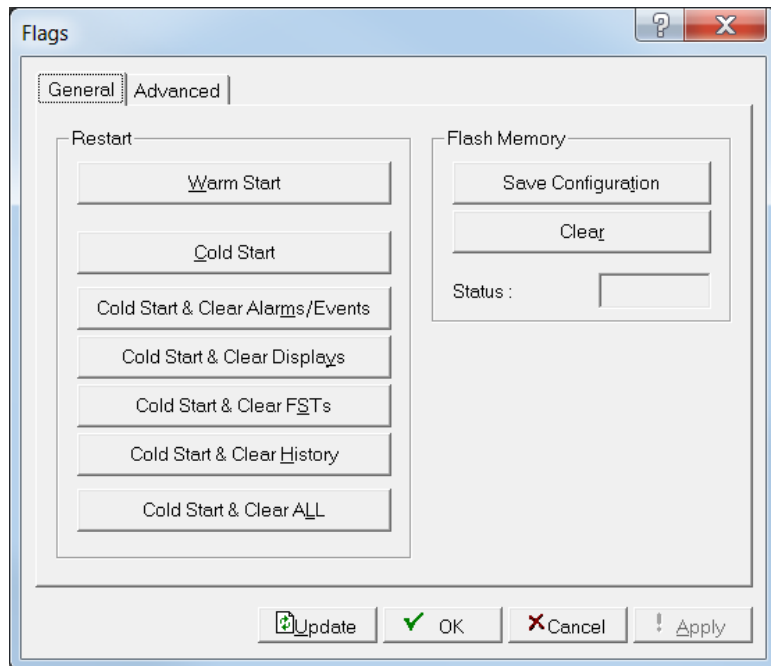 Flags
General Advanced
Restart
Warm Start
Cold Start
Cold Start & Clear Alarms/Events
Cold Start & Clear Displays
Cold Start & Clear FSTs
Cold Start & Clear History
Cold Start & Clear ALL
Flash Memory
Save Configuration
Clear
Status :
Update OK Cancel Apply